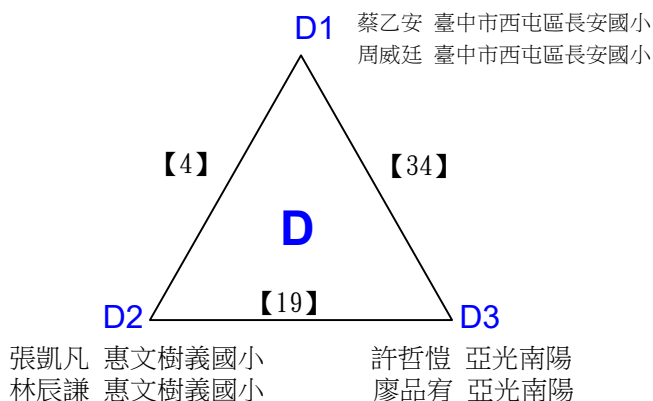 D1
蔡乙安 臺中市西屯區長安國小
周威廷 臺中市西屯區長安國小
【4】
【34】
D
【19】
D2
D3
張凱凡 惠文樹義國小
許哲愷 亞光南陽
林辰謙 惠文樹義國小
廖品宥 亞光南陽